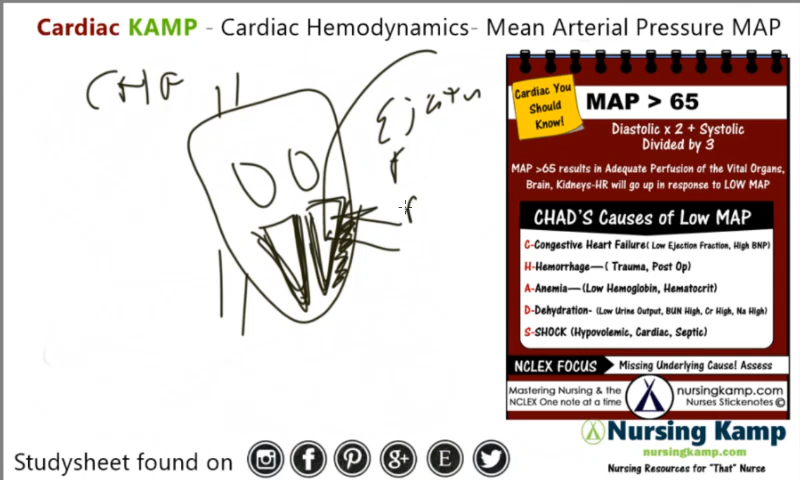 Cardiac KAMP - Cardiac Hemodynamics- Mean Arterial Pressure MAP
CHF
Cardiac You
Should
Know!
MAP > 65
Diastolic x 2 + Systolic
Divided by 3
MAP >65 results in Adequate Perfusion of the Vital Organs,
Brain, Kidneys-HR will go up in response to LOW MAP
CHAD'S Causes of Low MAP
C-Congestive Heart Failure( Low Ejection Fraction, High BNP)
H-Hemorrhage—( Trauma, Post Op)
A-Anemia—(Low Hemoglobin, Hematocrit)
D-Dehydration- (Low Urine Output, BUN High, Cr High, Na High)
S-SHOCK (Hypovolemic, Cardiac, Septic)
NCLEX FOCUS Missing Underlying Cause! Assess
Mastering Nursing & the
NCLEX One note at a time
nursingkamp.com
Nurses Stickenotes ©
Nursing Kamp
nursingkamp.com
Nursing Resources for "That" Nurse
Studysheet found on